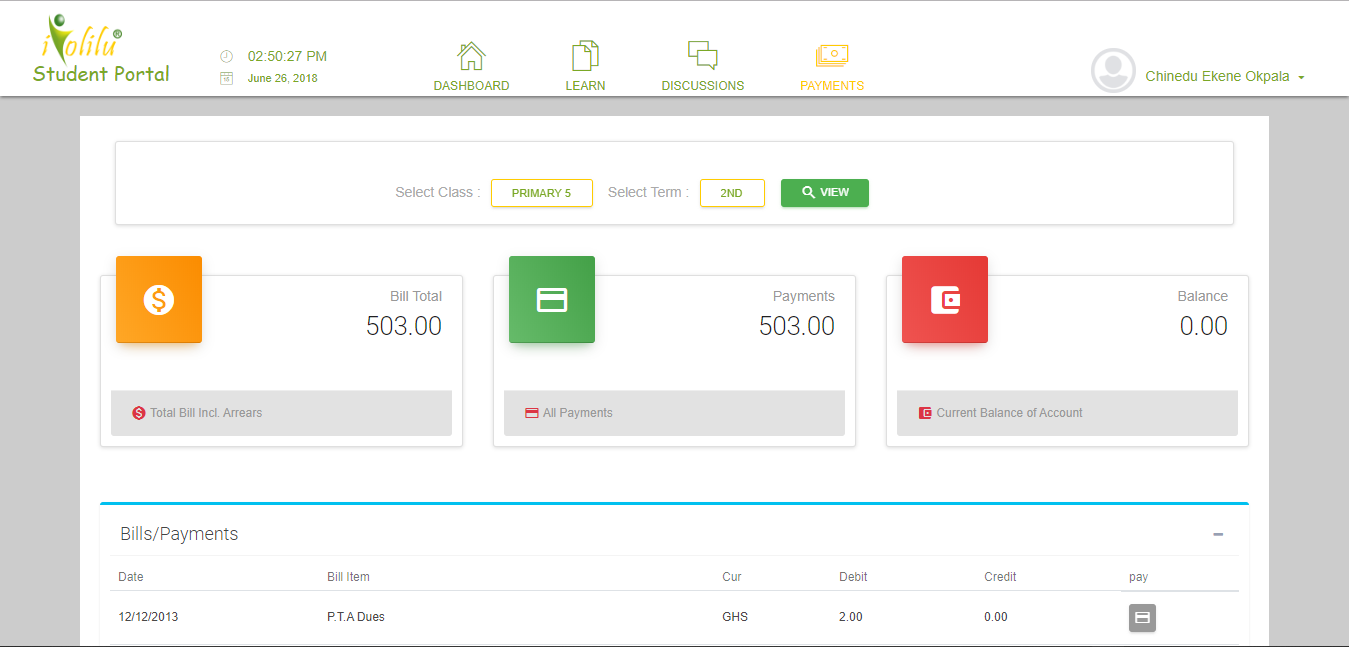 iVolilu®
Student Portal
02:50:27 PM
June 26, 2018
DASHBOARD
LEARN
DISCUSSIONS
PAYMENTS
Chinedu Ekene Okpala
Select Class : PRIMARY 5 Select Term : 2ND VIEW
Bill Total
503.00
Total Bill Incl. Arrears
Payments
503.00
All Payments
Balance
0.00
Current Balance of Account
Bills/Payments
Date Bill Item Cur Debit Credit pay
12/12/2013 P.T.A Dues GHS 2.00 0.00